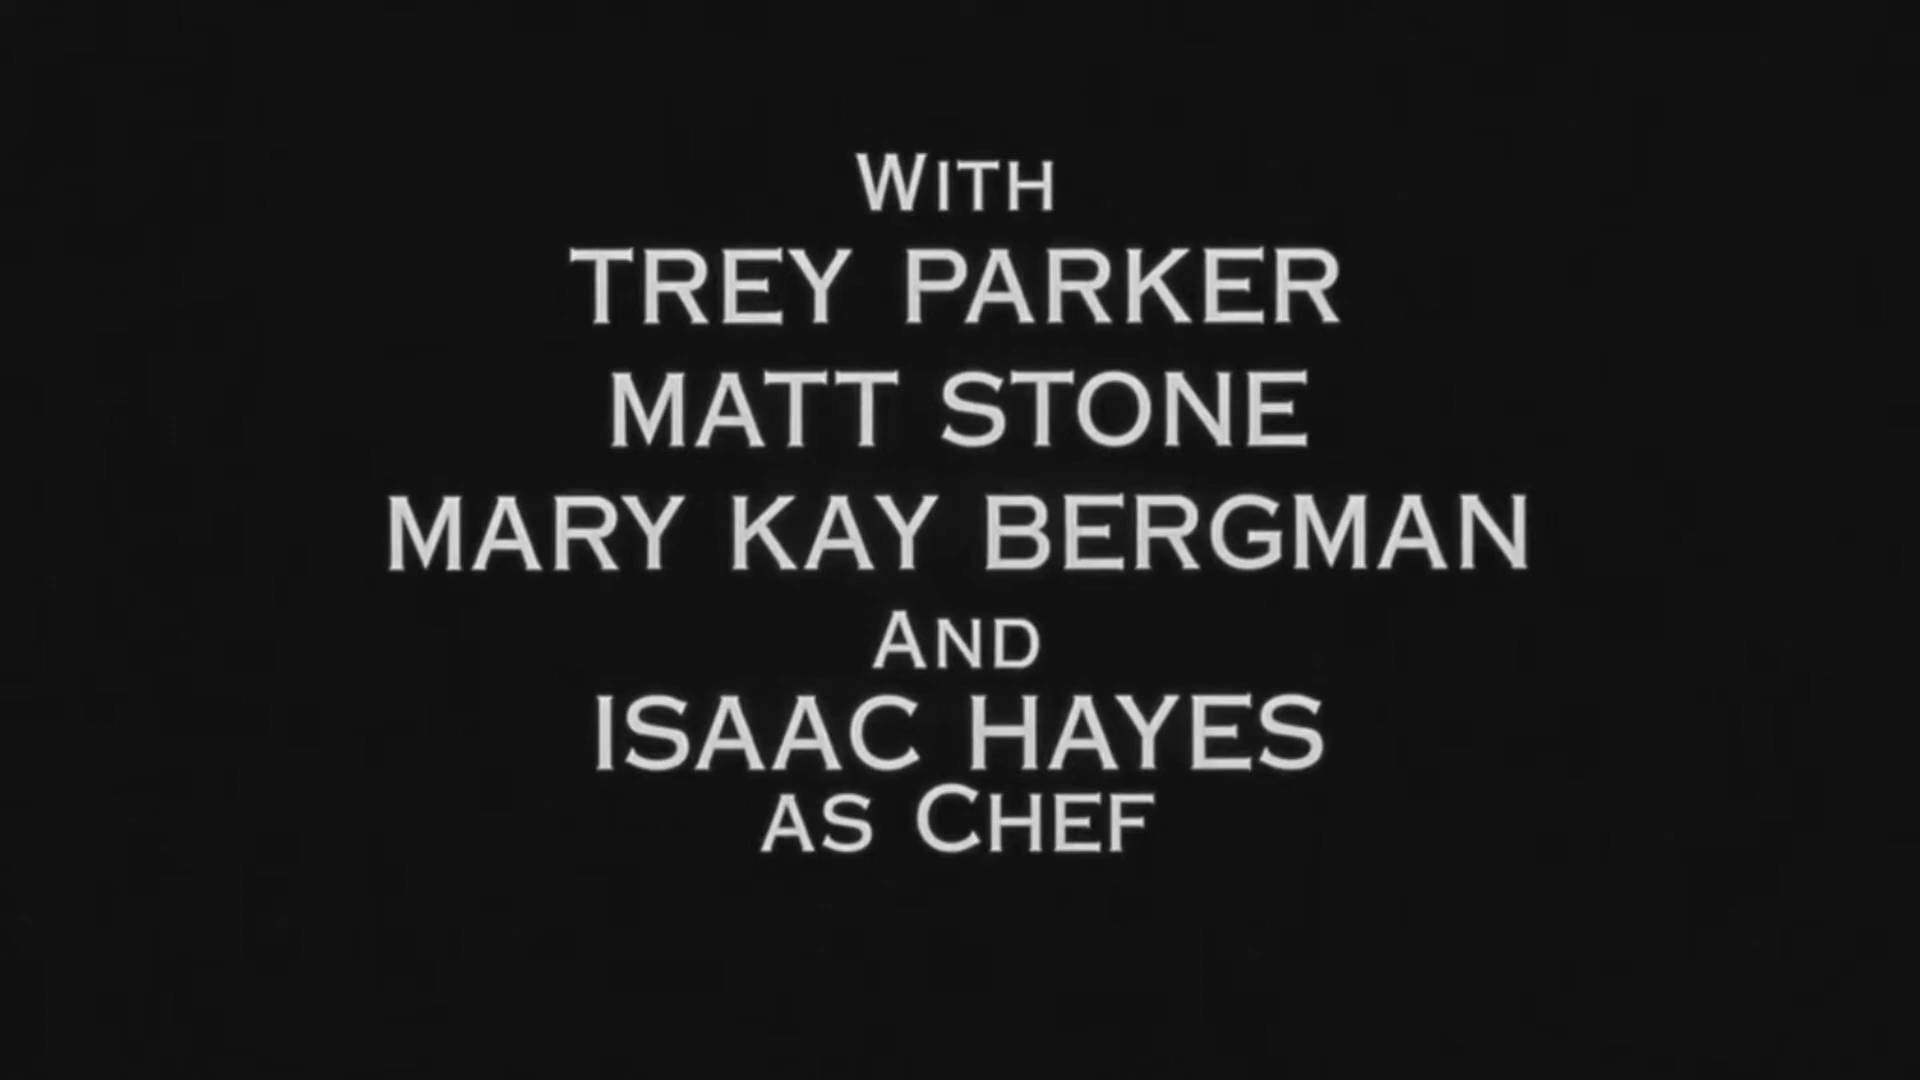 With
TREY PARKER
MATT STONE
MARY KAY BERGMAN
And
ISAAC HAYES
as Chef